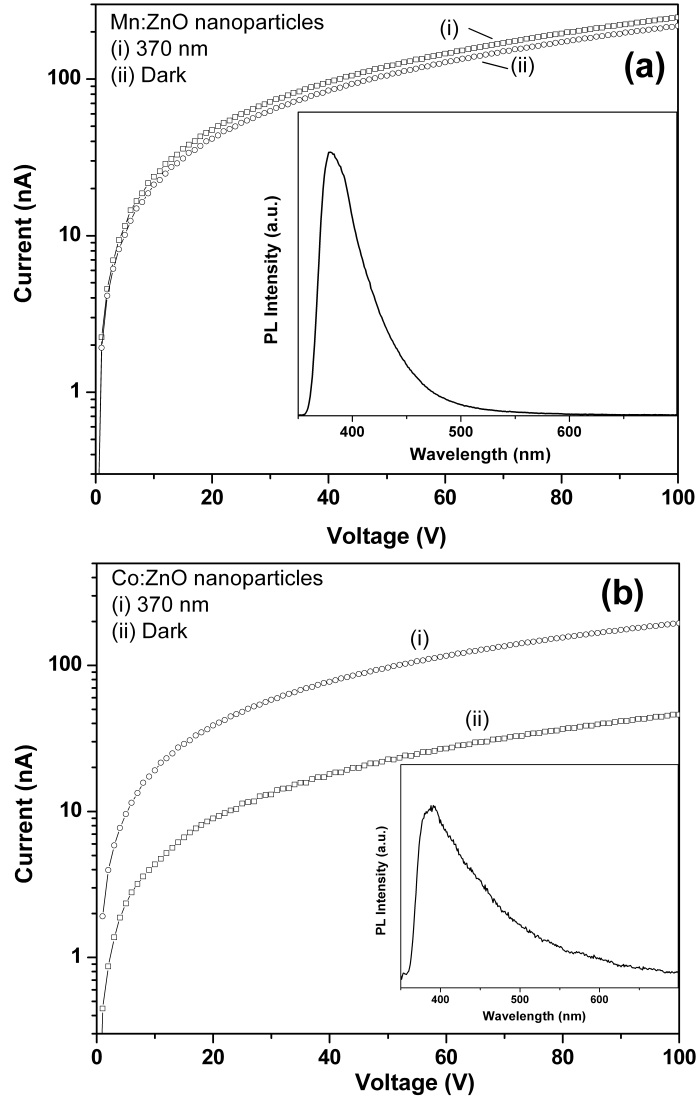 Mn:ZnO nanoparticles
(i) 370 nm
(ii) Dark
(i)
(ii)
(a)
100
10
1
Current (nA)
0 20 40 60 80 100
Voltage (V)
PL Intensity (a.u.)
400 500 600
Wavelength (nm)
Co:ZnO nanoparticles
(i) 370 nm
(ii) Dark
(b)
(i)
(ii)
100
10
1
Current (nA)
0 20 40 60 80 100
Voltage (V)
PL Intensity (a.u.)
400 500 600
Wavelength (nm)